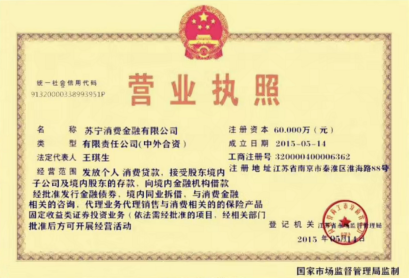 统一社会信用代码
913200003389939S1P
营业执照
名 称 苏宁消费金融有限公司
注册资本 60.000万(元)
类 型 有限责任公司(中外合资)
成立日期 2015-05-14
法定代表人 王琪生
工商注册号 320000400006362
经营范围 发放个人 消费贷款，接受股东境内
注册地址 江苏省南京市秦淮区淮海路88号
子公司及境内股东的存款，向境内金融机构借款
经批准发行金融债券，境内同业拆借，与消费金融
相关的咨询，代理业务代理销售与消费相关的的保险产品
固定收益类证券投资业务(依法需经批准的项目，经相关部门
批准后方可开展经营活动
登记机关
05月14日
国家市场监督管理局监制